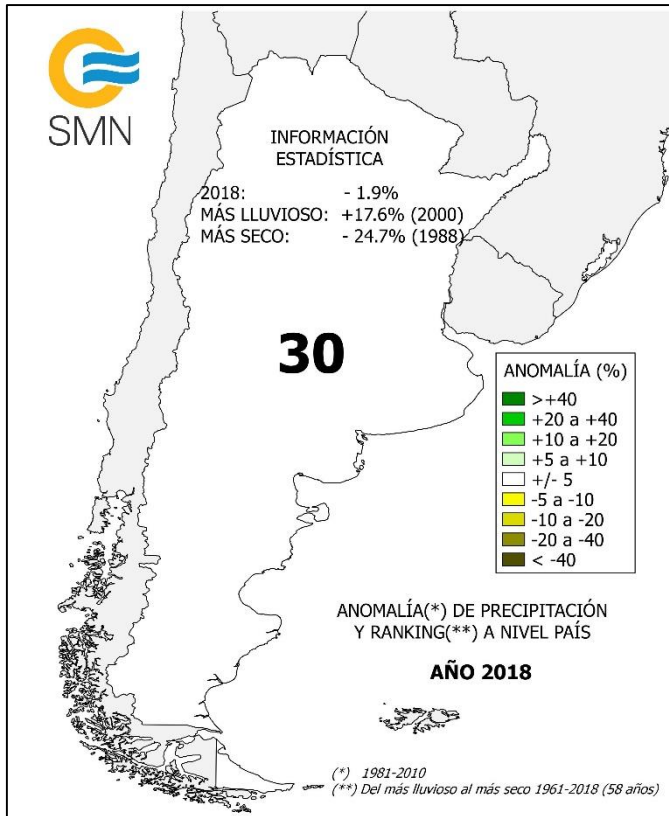 SMN
INFORMACIÓN
ESTADÍSTICA
2018: - 1.9%
MÁS LLUVIOSO: +17.6% (2000)
MÁS SECO: - 24.7% (1988)
30
ANOMALÍA (%)
>+40
+20 a +40
+10 a +20
+5 a +10
+/- 5
-5 a -10
-10 a -20
-20 a -40
< -40
ANOMALÍA(*) DE PRECIPITACIÓN
Y RANKING(**) A NIVEL PAÍS
AÑO 2018
(*) 1981-2010
(**) Del más lluvioso al más seco 1961-2018 (58 años)